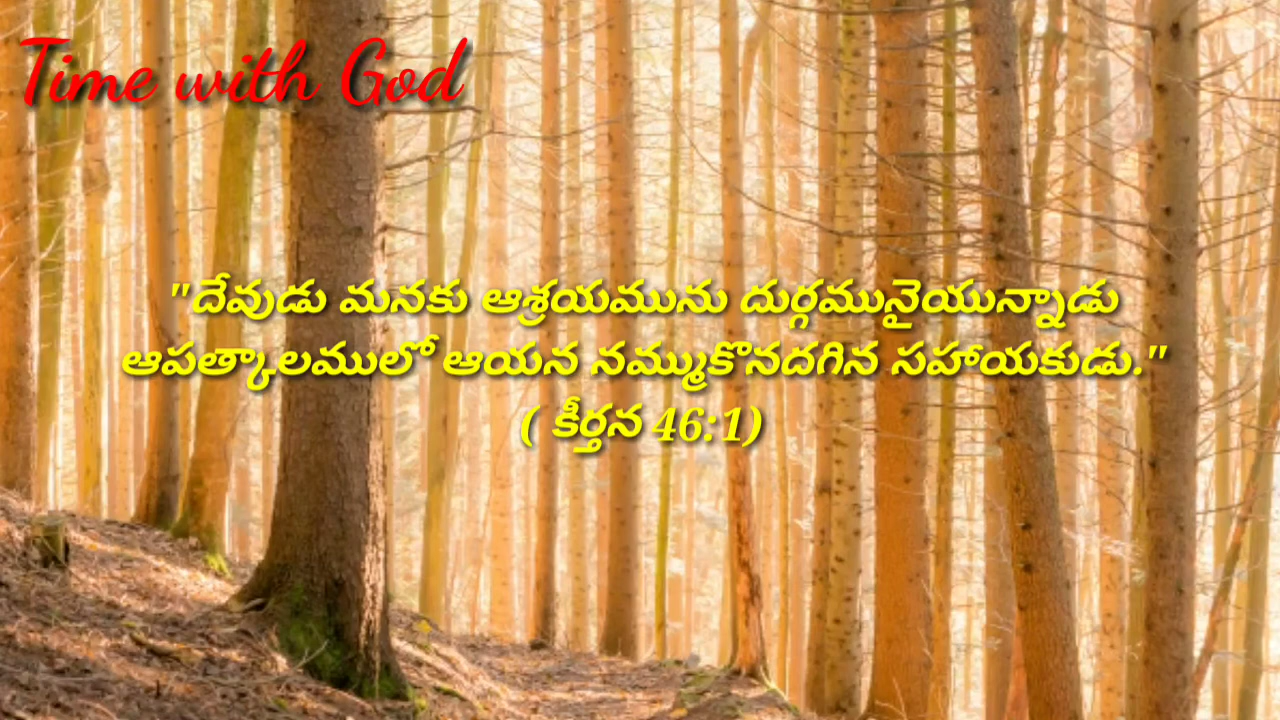 Time with God
"దేవుడు మనకు ఆశ్రయమును దుర్గమునైయున్నాడు
ఆపత్కాలములో ఆయన నమ్ముకొనదగిన సహాయకుడు."
( కీర్తన 46:1)